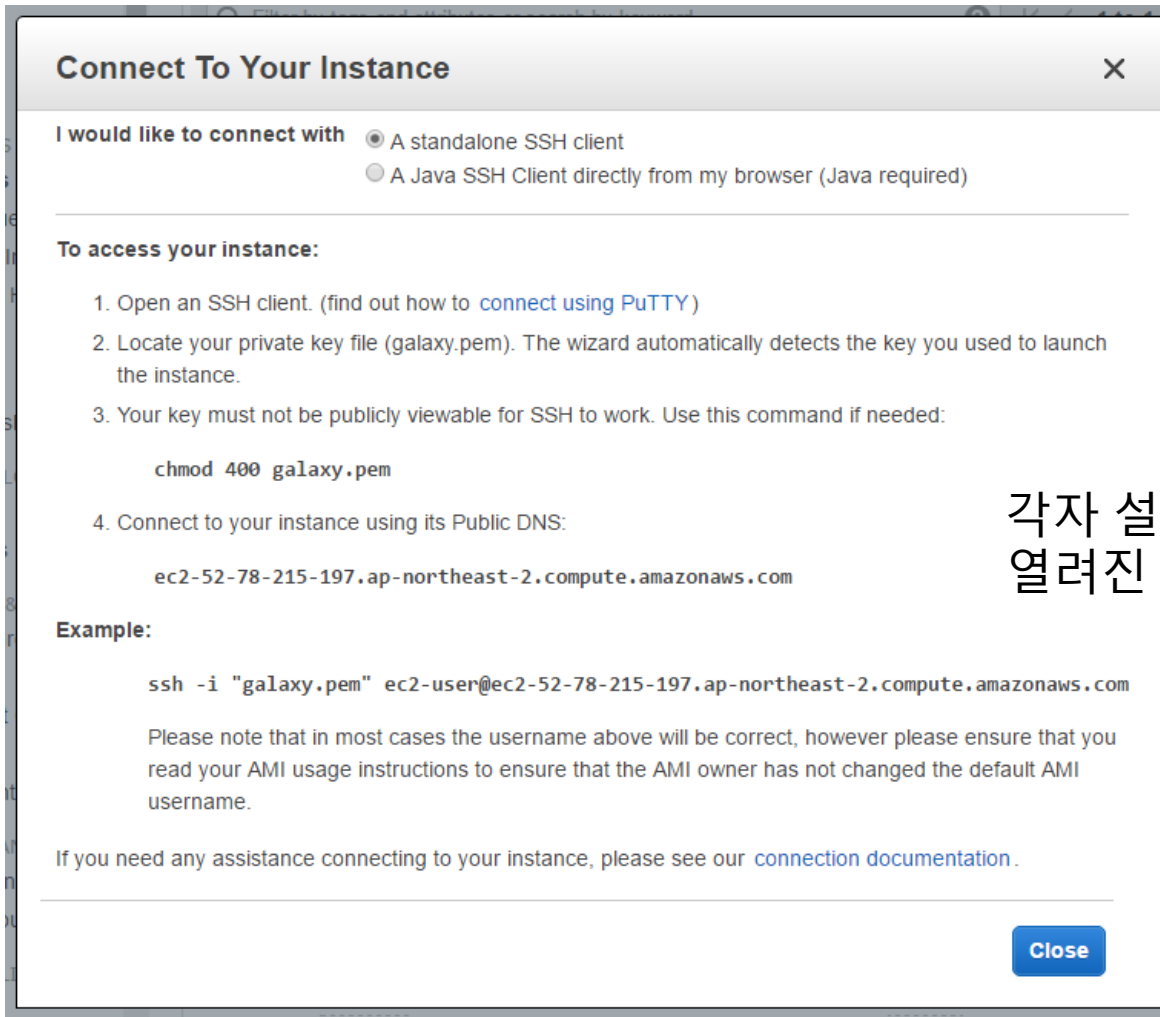 Connect To Your Instance
I would like to connect with
A standalone SSH client
A Java SSH Client directly from my browser (Java required)
To access your instance:
1. Open an SSH client. (find out how to connect using PuTTY)
2. Locate your private key file (galaxy.pem). The wizard automatically detects the key you used to launch
the instance.
3. Your key must not be publicly viewable for SSH to work. Use this command if needed:
chmod 400 galaxy.pem
4. Connect to your instance using its Public DNS:
각자 설
열려진
ec2-52-78-215-197.ap-northeast-2.compute.amazonaws.com
Example:
ssh -i "galaxy.pem" ec2-user@ec2-52-78-215-197.ap-northeast-2.compute.amazonaws.com
Please note that in most cases the username above will be correct, however please ensure that you
read your AMI usage instructions to ensure that the AMI owner has not changed the default AMI
username.
If you need any assistance connecting to your instance, please see our connection documentation.
Close